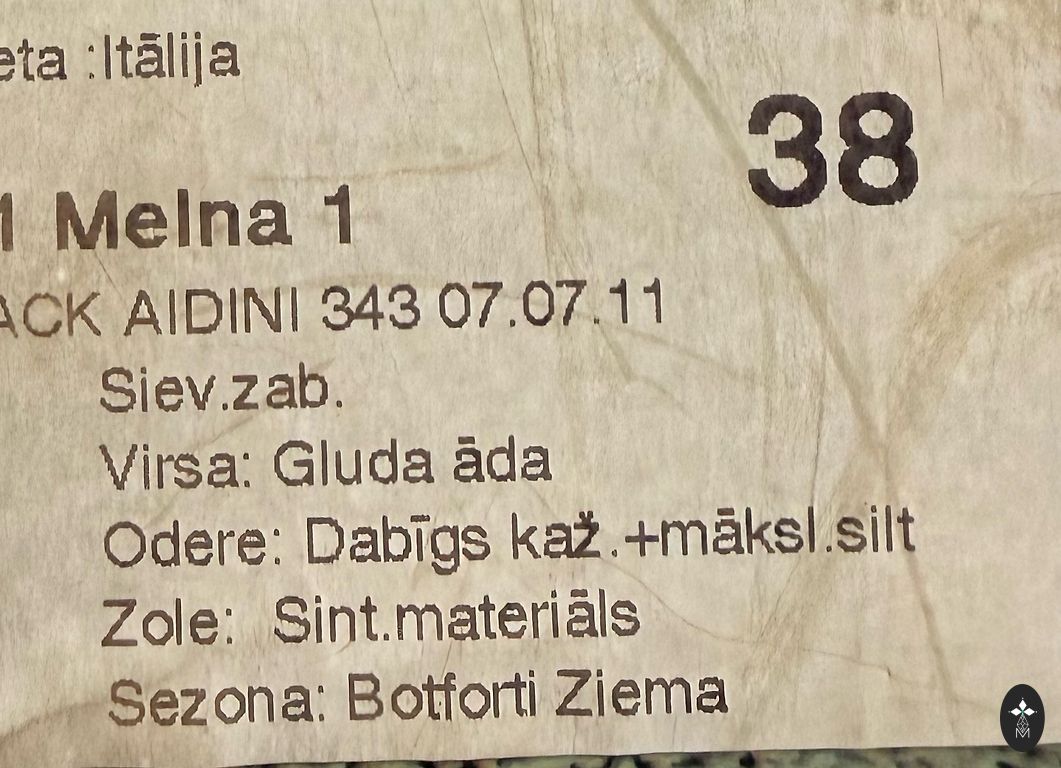 eta :Itālija
38
1 Melna 1
ACK AIDINI 343 07.07.11
Siev.zab.
Virsa: Gluda āda
Odere: Dabīgs kaž.+māksl.silt
Zole: Sint.materiāls
Sezona: Botforti Ziema
M